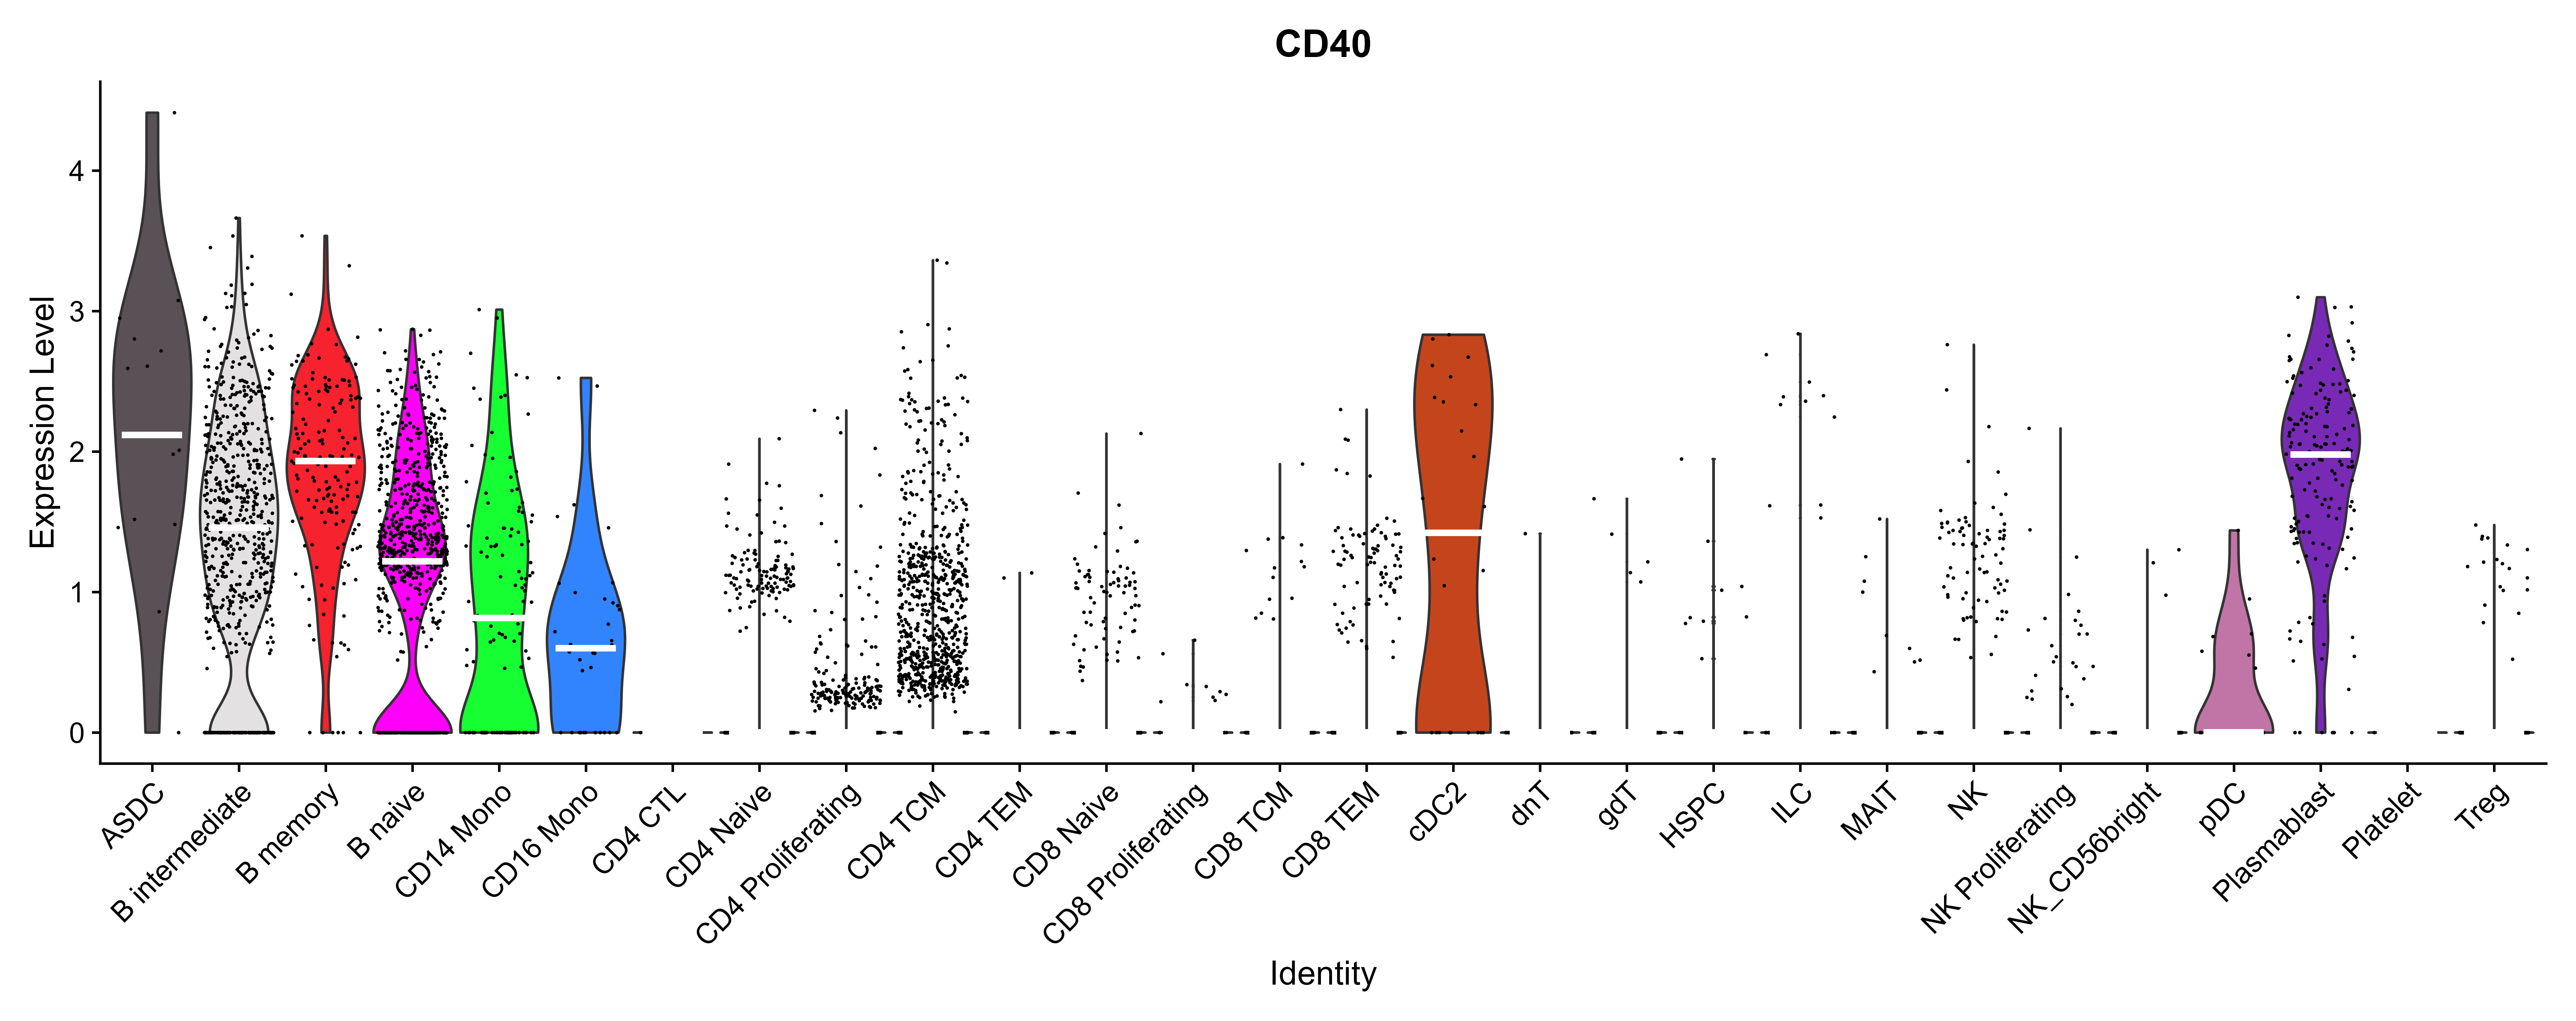 CD40
Expression Level
4
3
2
1
0
ASDC
B intermediate
B memory
B naive
CD14 Mono
CD16 Mono
CD4 CTL
CD4 Naive
CD4 Proliferating
CD4 TCM
CD4 TEM
CD8 Naive
CD8 Proliferating
CD8 TCM
CD8 TEM
cDC2
dnT
gdT
HSPC
ILC
MAIT
NK
NK Proliferating
NK_CD56bright
pDC
Plasmablast
Platelet
Treg
Identity